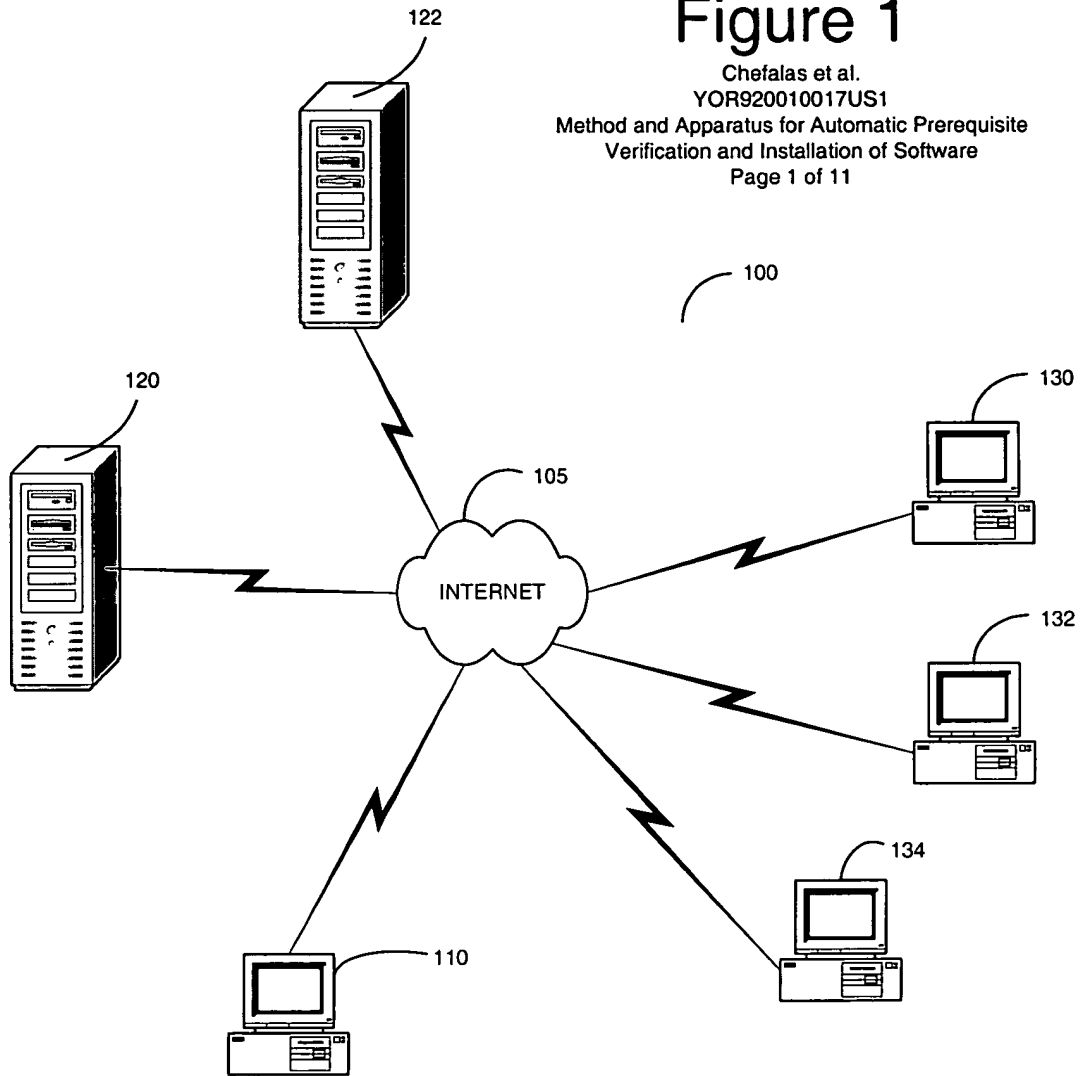 Figure 1
Chefalas et al.
YOR920010017US1
Method and Apparatus for Automatic Prerequisite
Verification and Installation of Software
Page 1 of 11
122
100
120
130
105
INTERNET
132
134
110